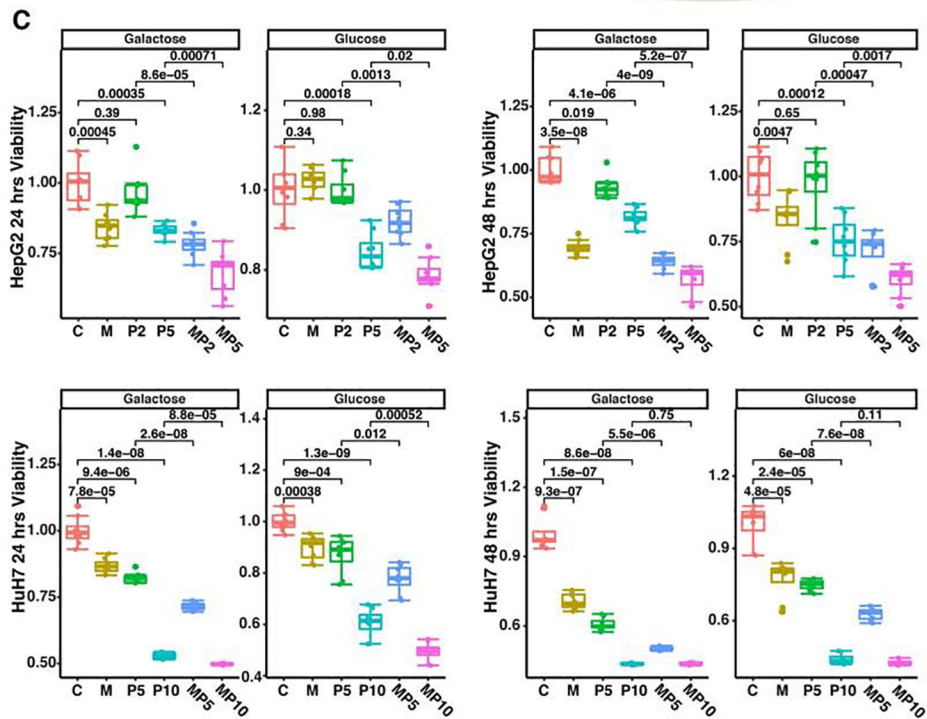 C
Galactose
Glucose
Galactose
Glucose
HepG2 24 hrs Viability
1.25
1.00
0.75
0.00071
8.6e-05
0.00035
0.39
0.00045
C M P2 P5 MP2 MP5
1.2
1.0
0.8
0.02
0.0013
0.00018
0.98
0.34
C M P2 P5 MP2 MP5
HepG2 48 hrs Viability
1.25
1.00
0.75
0.50
5.2e-07
4e-09
4.1e-06
0.019
3.5e-08
C M P2 P5 MP2 MP5
1.25
1.00
0.75
0.50
0.0017
0.00047
0.00012
0.65
0.0047
C M P2 P5 MP2 MP5
Galactose
Glucose
Galactose
Glucose
HuH7 24 hrs Viability
1.25
1.00
0.75
0.50
8.8e-05
2.6e-08
1.4e-08
9.4e-06
7.8e-05
C M P5 P10 MP5 MP10
1.4
1.2
1.0
0.8
0.6
0.4
0.00052
0.012
1.3e-09
9e-04
0.00038
C M P5 P10 MP5 MP10
HuH7 48 hrs Viability
1.5
1.2
0.9
0.6
0.75
5.5e-06
8.6e-08
1.5e-07
9.3e-07
C M P5 P10 MP5 MP10
1.2
0.9
0.6
0.11
7.6e-08
6e-08
2.4e-05
4.8e-05
C M P5 P10 MP5 MP10